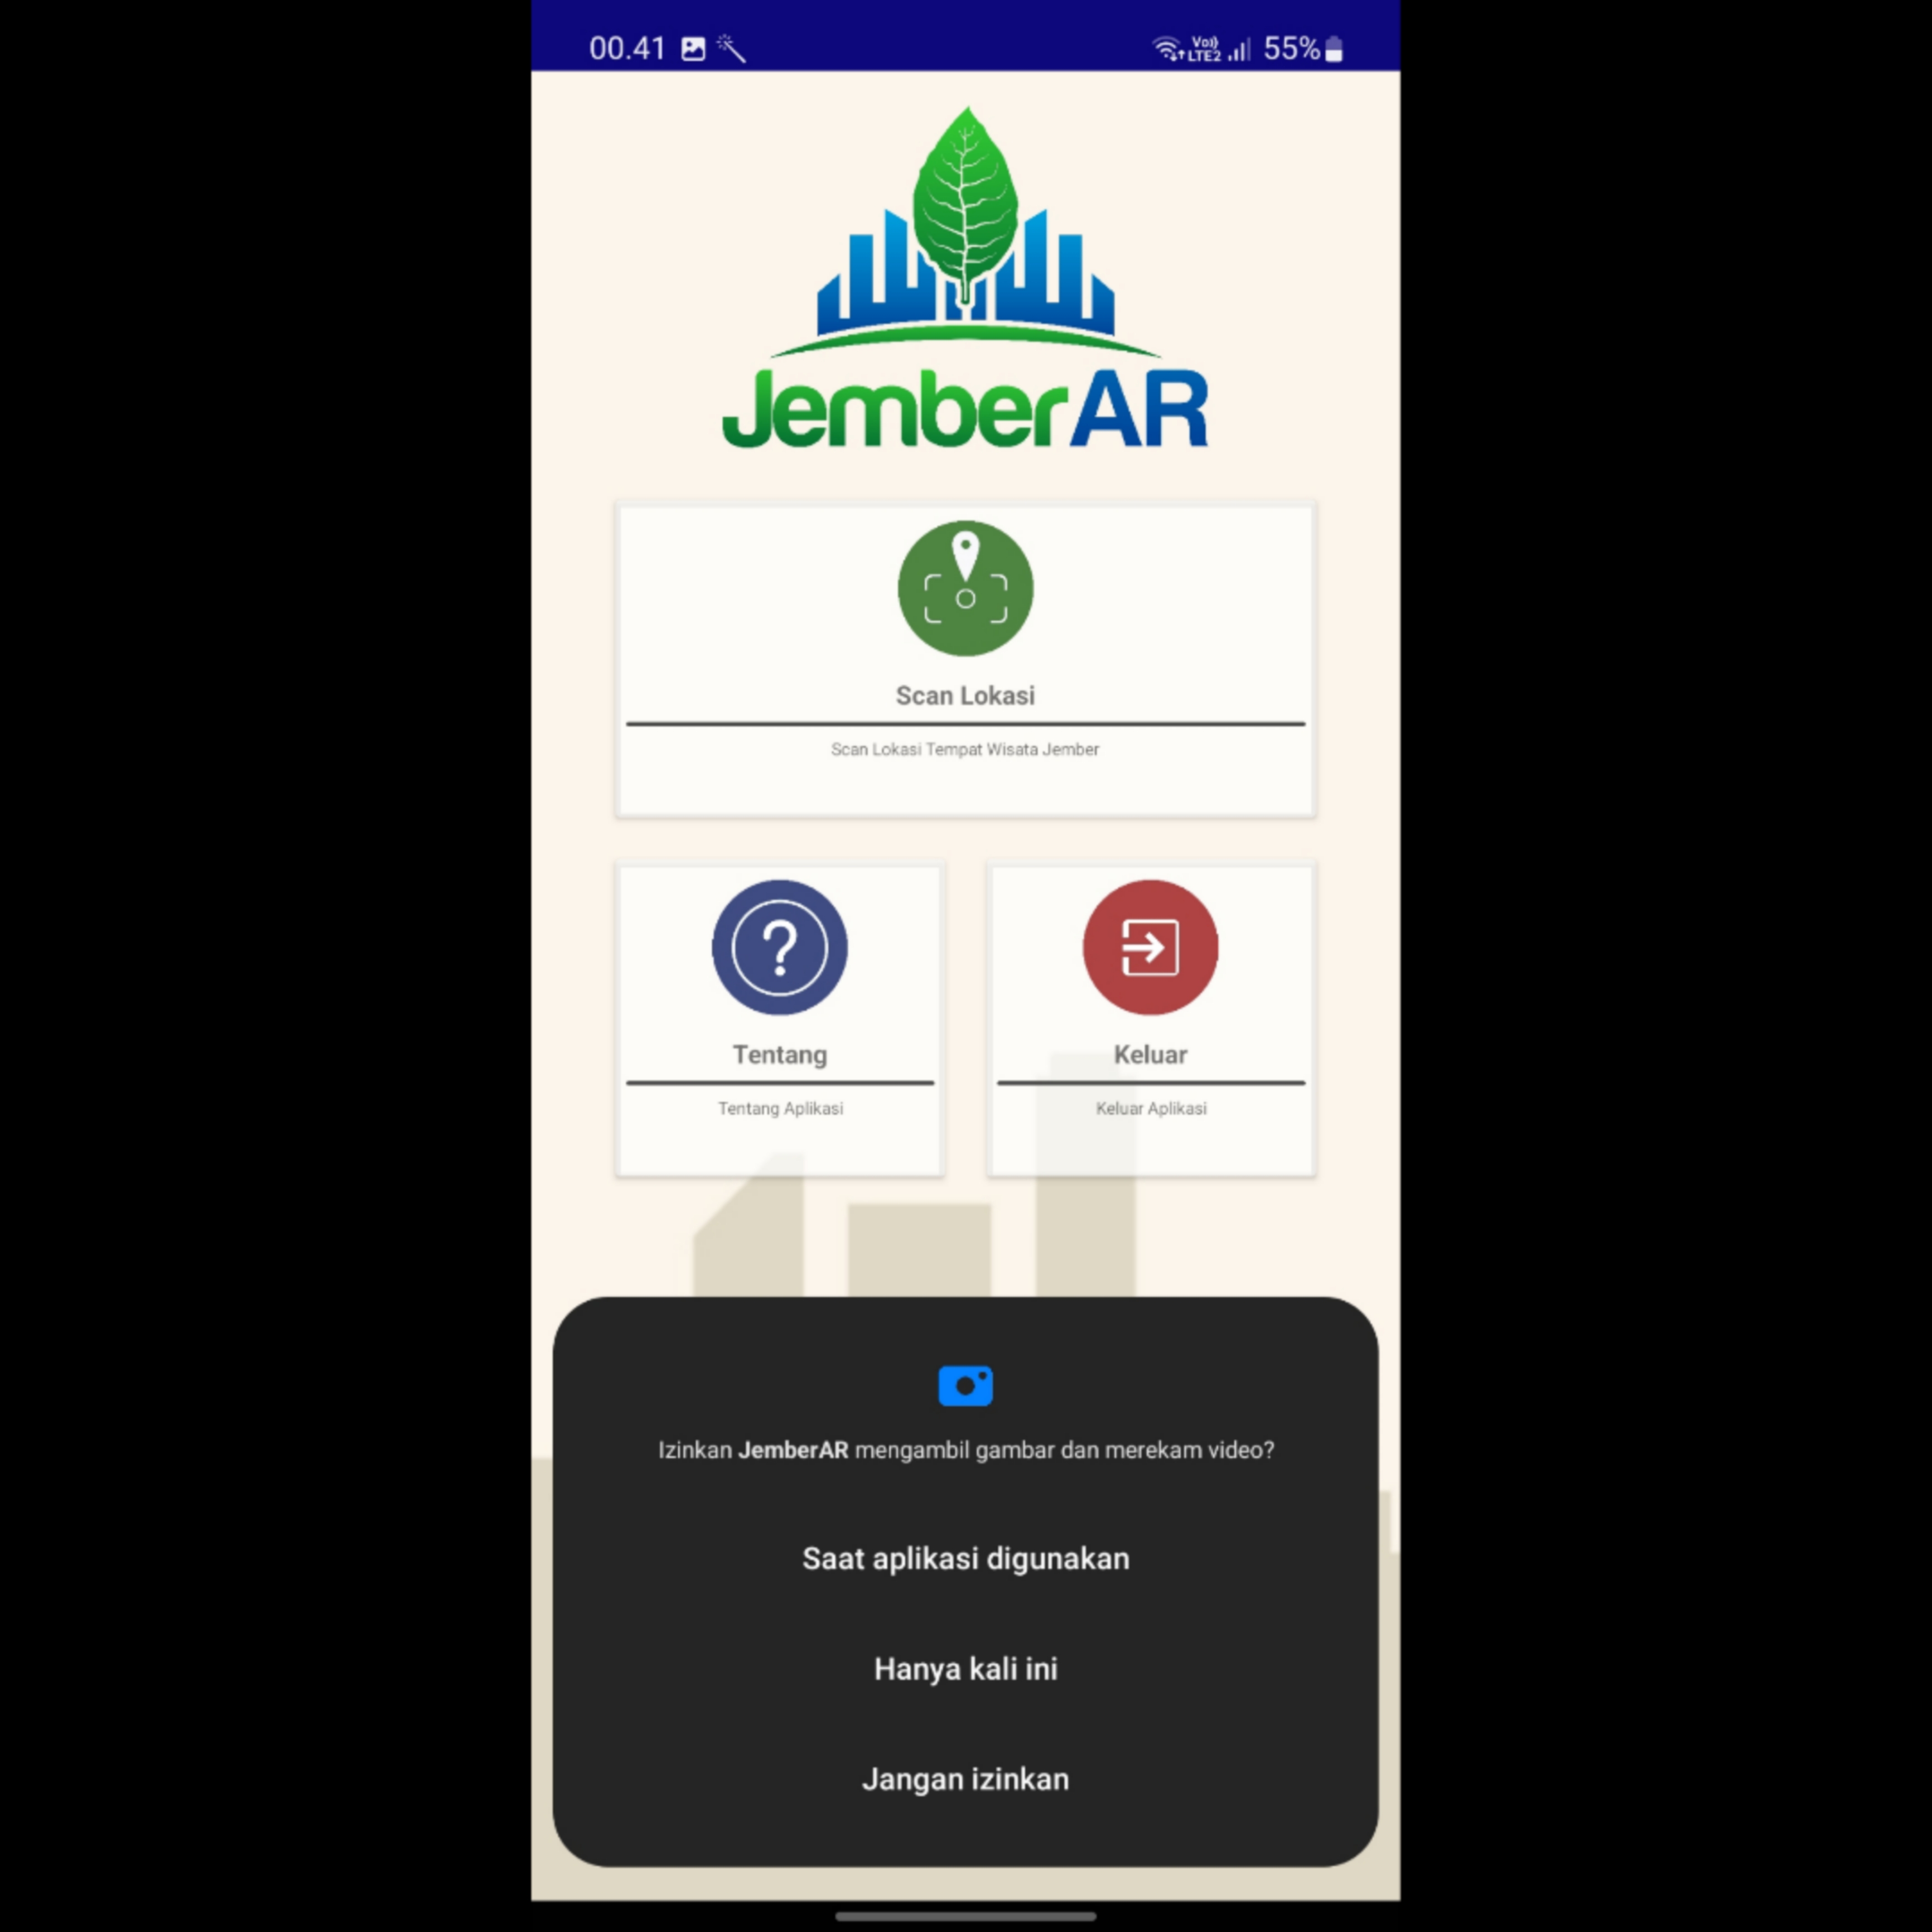 00.41 Vo)) LTE2 55%
JemberAR
Scan Lokasi
Scan Lokasi Tempat Wisata Jember
Tentang
Tentang Aplikasi
Keluar
Keluar Aplikasi
Izinkan JemberAR mengambil gambar dan merekam video?
Saat aplikasi digunakan
Hanya kali ini
Jangan izinkan